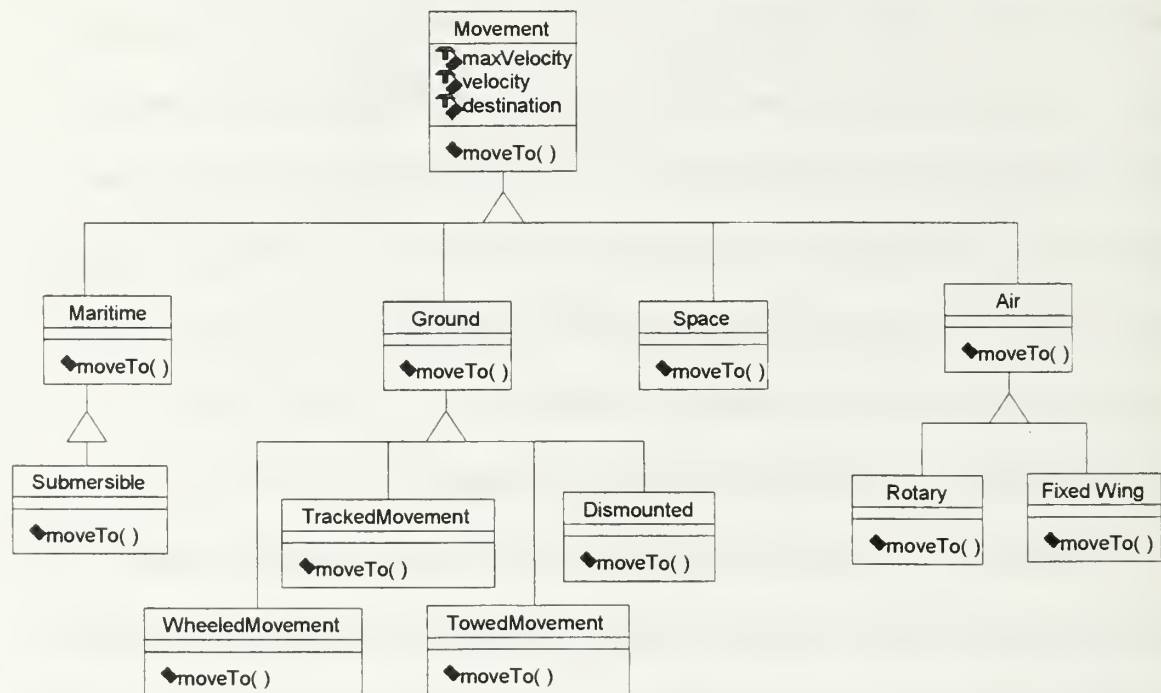 Movement
maxVelocity
velocity
destination
moveTo( )
Maritime
moveTo( )
Ground
moveTo( )
Space
moveTo( )
Air
moveTo( )
Submersible
moveTo( )
TrackedMovement
moveTo( )
Dismounted
moveTo( )
Rotary
moveTo( )
Fixed Wing
moveTo( )
WheeledMovement
moveTo( )
TowedMovement
moveTo( )